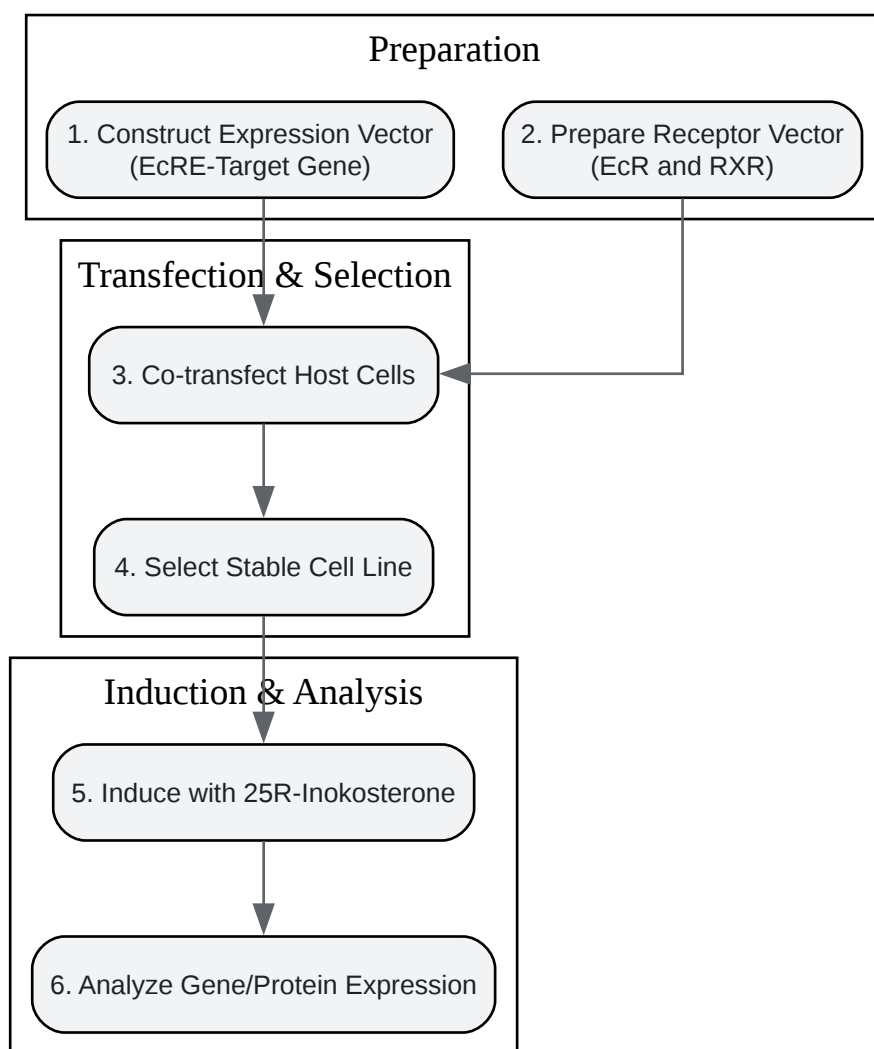 Preparation
1. Construct Expression Vector
(EcRE-Target Gene)
2. Prepare Receptor Vector
(EcR and RXR)
Transfection & Selection
3. Co-transfect Host Cells
4. Select Stable Cell Line
Induction & Analysis
5. Induce with 25R-Inokosterone
6. Analyze Gene/Protein Expression